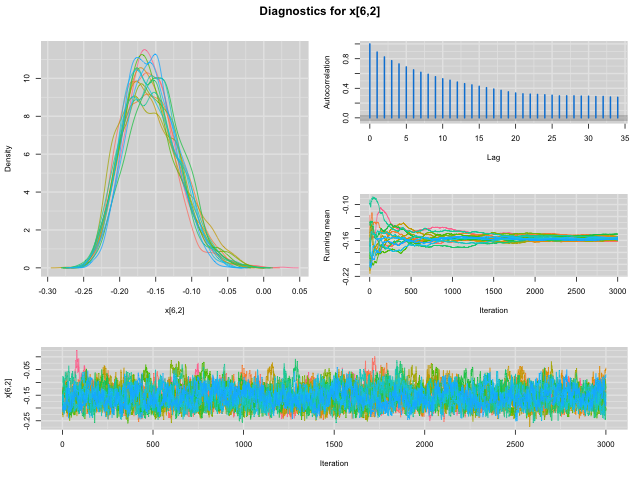 Diagnostics for x[6,2]
Density
10
8
6
4
2
0
-0.30 -0.25 -0.20 -0.15 -0.10 -0.05 0.00 0.05
x[6,2]
Autocorrelation
0.8
0.4
0.0
0 5 10 15 20 25 30 35
Lag
Running mean
-0.10
-0.16
-0.22
0 500 1000 1500 2000 2500 3000
Iteration
x[6,2]
-0.05
-0.15
-0.25
0 500 1000 1500 2000 2500 3000
Iteration